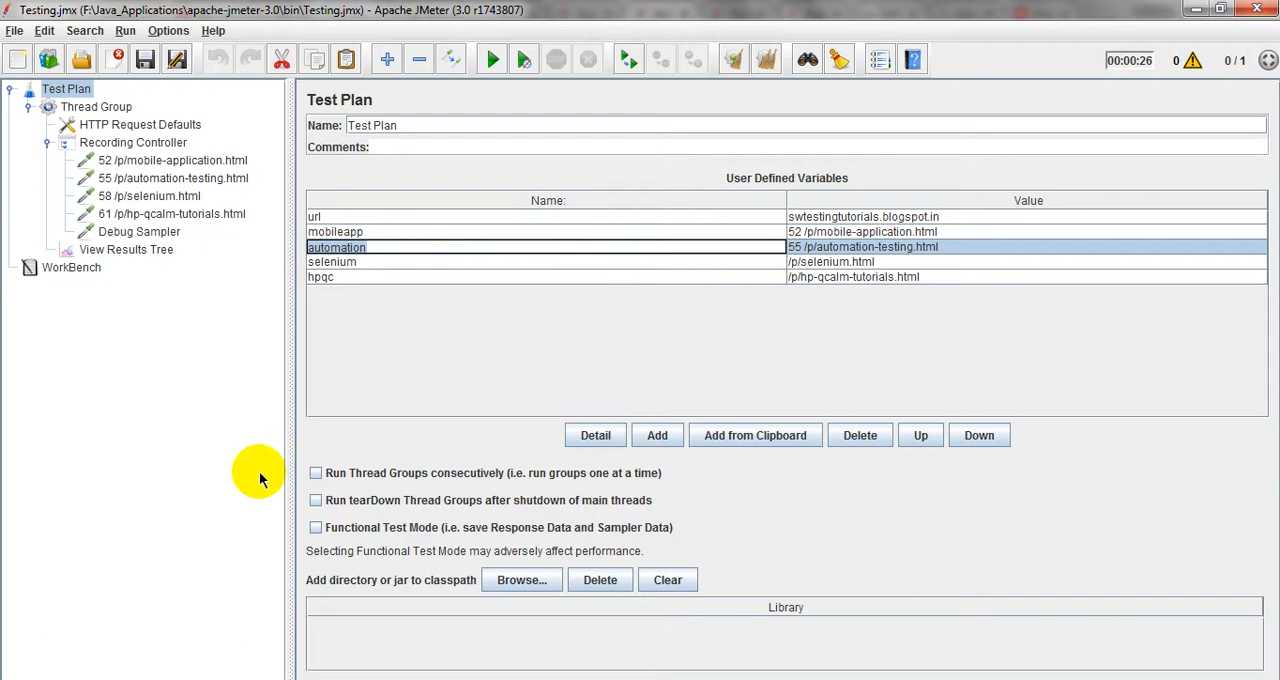 Testing.jmx (F:\Java_Applications\apache-jmeter-3.0\bin\Testing.jmx) - Apache JMeter (3.0 r1743807)
File Edit Search Run Options Help
00:00:26 0 0 / 1
Test Plan
Thread Group
HTTP Request Defaults
Recording Controller
52 /p/mobile-application.html
55 /p/automation-testing.html
58 /p/selenium.html
61 /p/hp-qcalm-tutorials.html
Debug Sampler
View Results Tree
WorkBench
Test Plan
Name: Test Plan
Comments:
User Defined Variables
Name: Value
url swtestingtutorials.blogspot.in
mobileapp 52 /p/mobile-application.html
automation 55 /p/automation-testing.html
selenium /p/selenium.html
hpqc /p/hp-qcalm-tutorials.html
Detail Add Add from Clipboard Delete Up Down
Run Thread Groups consecutively (i.e. run groups one at a time)
Run tearDown Thread Groups after shutdown of main threads
Functional Test Mode (i.e. save Response Data and Sampler Data)
Selecting Functional Test Mode may adversely affect performance.
Add directory or jar to classpath Browse... Delete Clear
Library